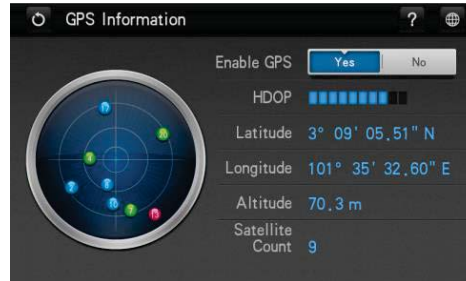 GPS Information ?
Enable GPS Yes No
HDOP
Latitude 3° 09' 05.51" N
Longitude 101° 35' 32.60" E
Altitude 70.3 m
Satellite
Count 9